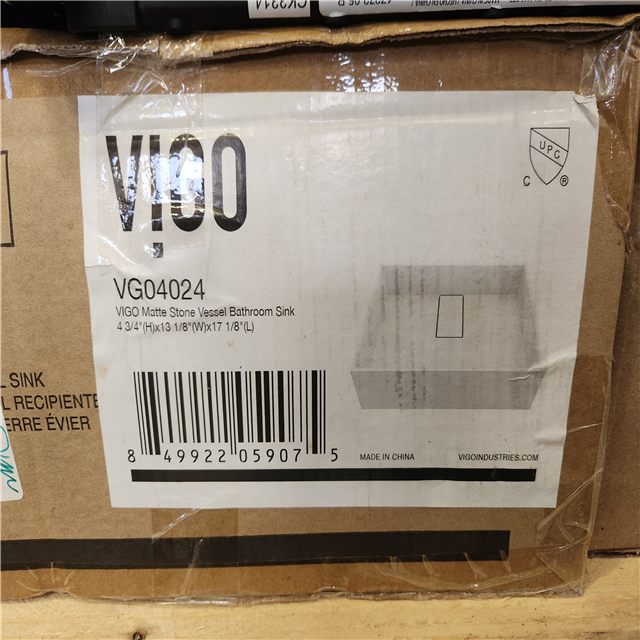 CK3314
VIGO
UPC
C ®
VG04024
VIGO Matte Stone Vessel Bathroom Sink
4 3/4"(H)x13 1/8"(W)x17 1/8"(L)
L SINK
L RECIPIENTE
ERRE ÉVIER
8 49922 05907 5
MADE IN CHINA
VIGOINDUSTRIES.COM